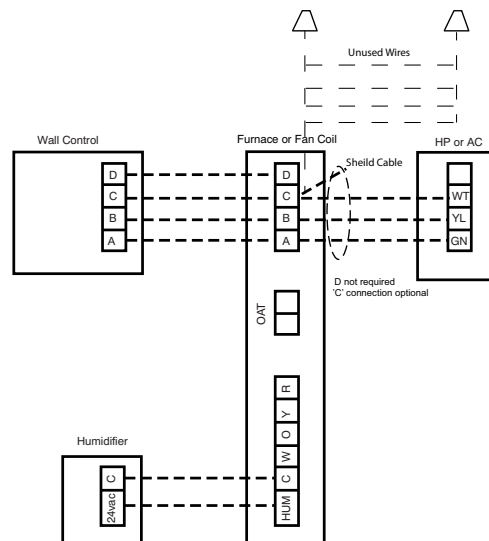 Unused Wires
Wall Control
Furnace or Fan Coil
HP or AC
Sheild Cable
D
C
B
A
D
C
B
A
WT
YL
GN
D not required
'C' connection optional
OAT
R
Y
O
W
C
HUM
Humidifier
C
24vac